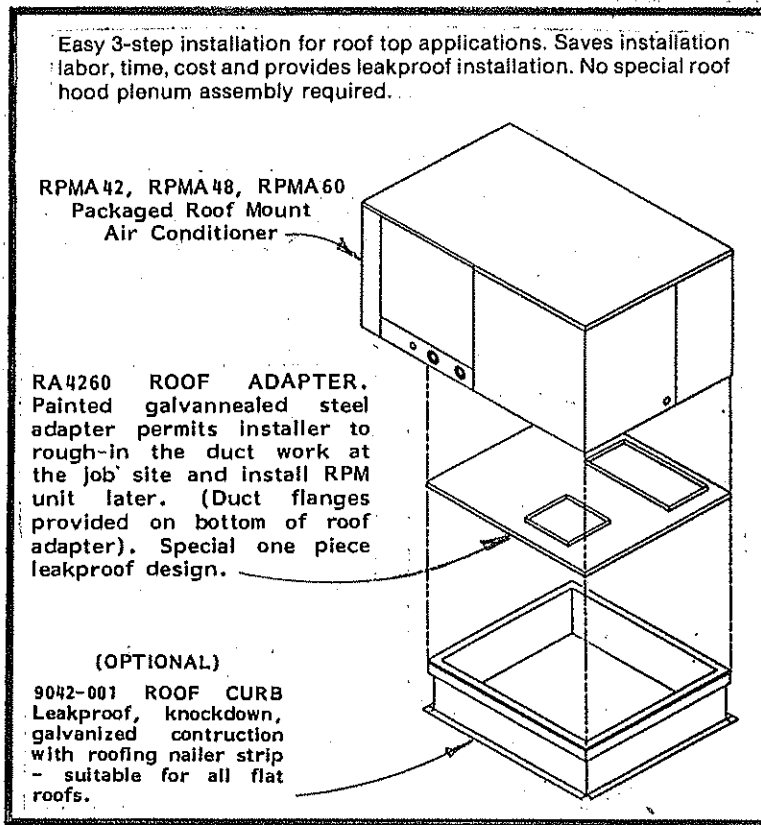 Easy 3-step installation for roof top applications. Saves installation
labor, time, cost and provides leakproof installation. No special roof
hood plenum assembly required.
RPMA42, RPMA48, RPMA60
Packaged Roof Mount
Air Conditioner
RA4260 ROOF ADAPTER.
Painted galvannealed steel
adapter permits installer to
rough-in the duct work at
the job site and install RPM
unit later. (Duct flanges
provided on bottom of roof
adapter). Special one piece
leakproof design.
(OPTIONAL)
9042-001 ROOF CURB
Leakproof, knockdown,
galvanized contruction
with roofing nailer strip
- suitable for all flat
roofs.